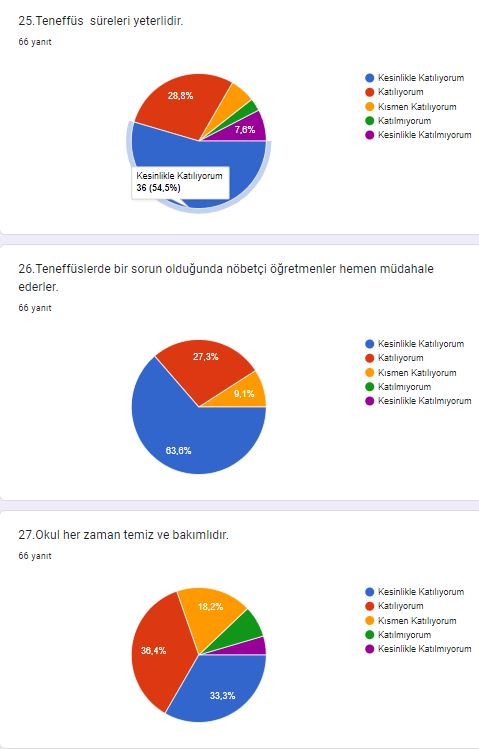 25.Teneffüs süreleri yeterlidir.
66 yanıt
28,8%
7,6%
Kesinlikle Katılıyorum
36 (54,5%)
Kesinlikle Katılıyorum
Katılıyorum
Kısmen Katılıyorum
Katılmıyorum
Kesinlikle Katılmıyorum
26.Teneffüslerde bir sorun olduğunda nöbetçi öğretmenler hemen müdahale
ederler.
66 yanıt
27,3%
9,1%
63,6%
Kesinlikle Katılıyorum
Katılıyorum
Kısmen Katılıyorum
Katılmıyorum
Kesinlikle Katılmıyorum
27.Okul her zaman temiz ve bakımlıdır.
66 yanıt
18,2%
36,4%
33,3%
Kesinlikle Katılıyorum
Katılıyorum
Kısmen Katılıyorum
Katılmıyorum
Kesinlikle Katılmıyorum